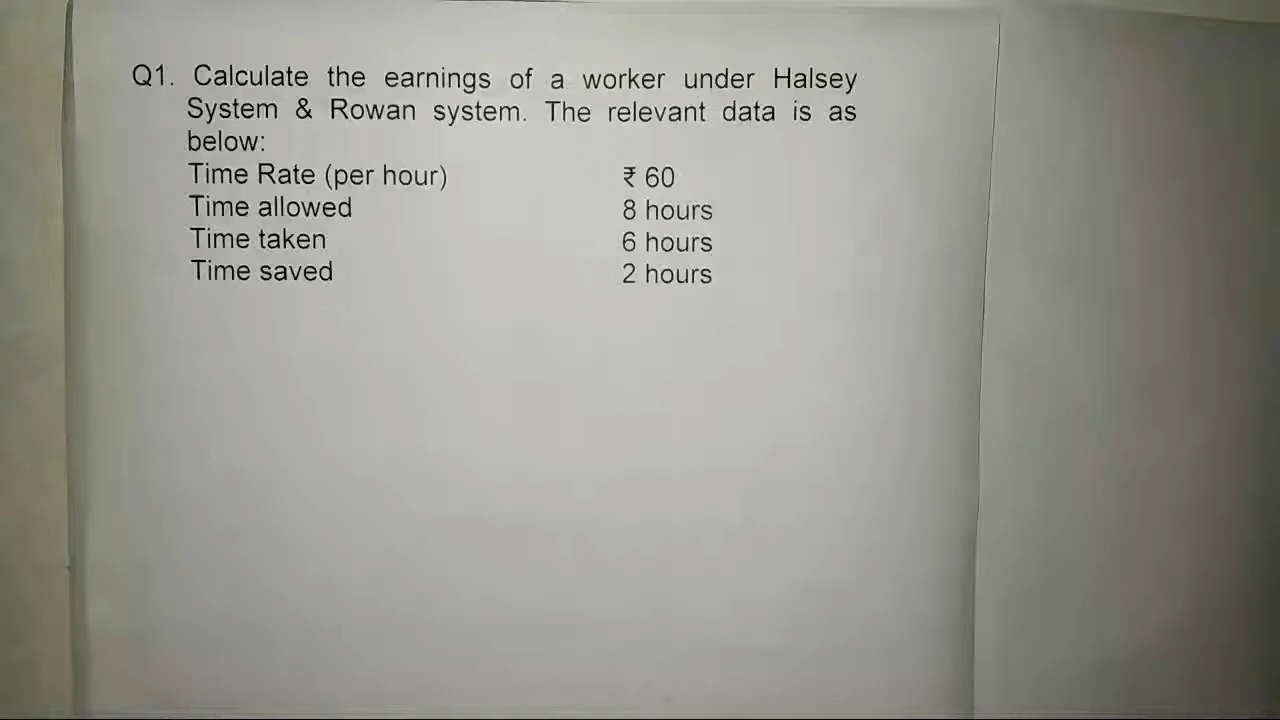 Q1. Calculate the earnings of a worker under Halsey
System & Rowan system. The relevant data is as
below:
Time Rate (per hour) ₹ 60
Time allowed 8 hours
Time taken 6 hours
Time saved 2 hours